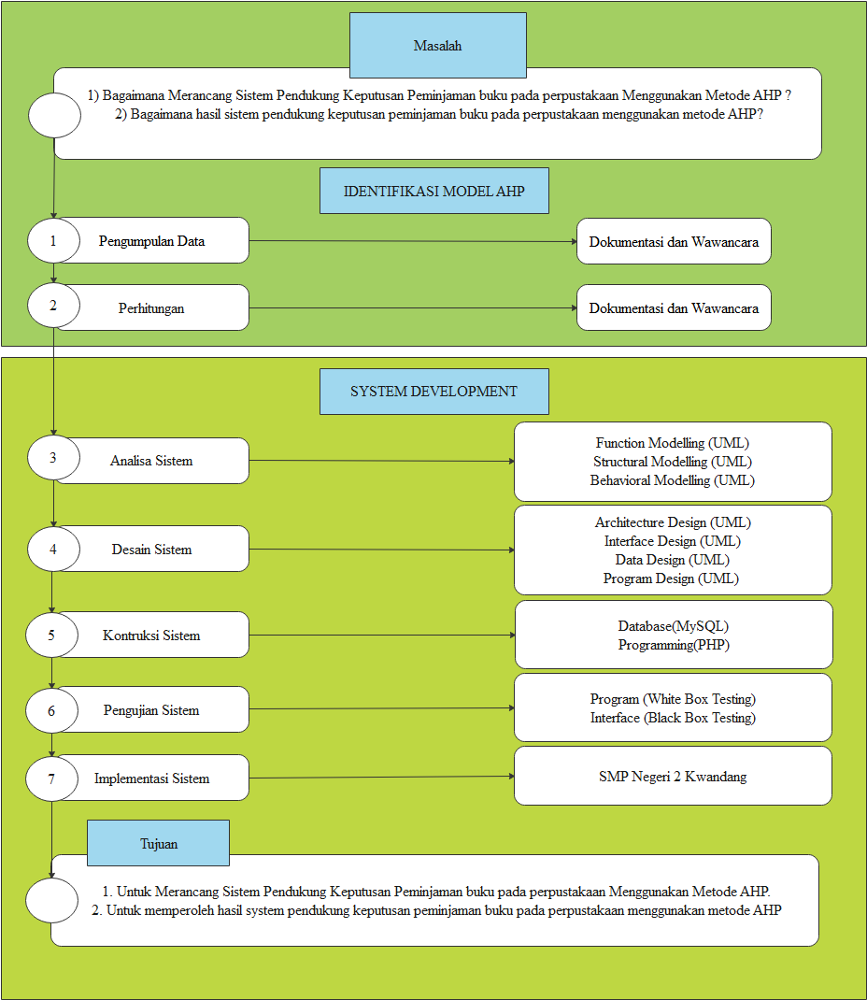 Masalah
1) Bagaimana Merancang Sistem Pendukung Keputusan Peminjaman buku pada perpustakaan Menggunakan Metode AHP ?
2) Bagaimana hasil sistem pendukung keputusan peminjaman buku pada perpustakaan menggunakan metode AHP?
IDENTIFIKASI MODEL AHP
1 Pengumpulan Data Dokumentasi dan Wawancara
2 Perhitungan Dokumentasi dan Wawancara
SYSTEM DEVELOPMENT
3 Analisa Sistem
Function Modelling (UML)
Structural Modelling (UML)
Behavioral Modelling (UML)
4 Desain Sistem
Architecture Design (UML)
Interface Design (UML)
Data Design (UML)
Program Design (UML)
5 Kontruksi Sistem
Database(MySQL)
Programming(PHP)
6 Pengujian Sistem
Program (White Box Testing)
Interface (Black Box Testing)
7 Implementasi Sistem
SMP Negeri 2 Kwandang
Tujuan
1. Untuk Merancang Sistem Pendukung Keputusan Peminjaman buku pada perpustakaan Menggunakan Metode AHP.
2. Untuk memperoleh hasil system pendukung keputusan peminjaman buku pada perpustakaan menggunakan metode AHP